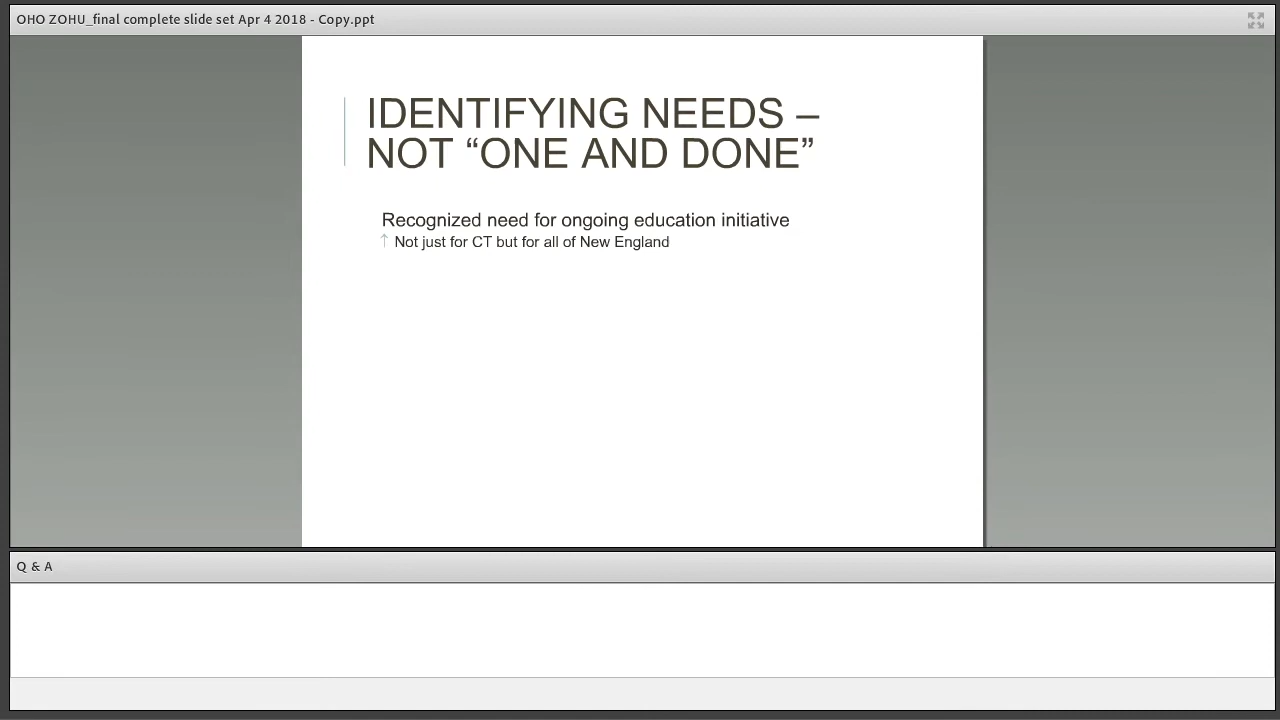 OHO ZOHU_final complete slide set Apr 4 2018 - Copy.ppt
IDENTIFYING NEEDS –
NOT “ONE AND DONE”
Recognized need for ongoing education initiative
↑ Not just for CT but for all of New England
Q & A